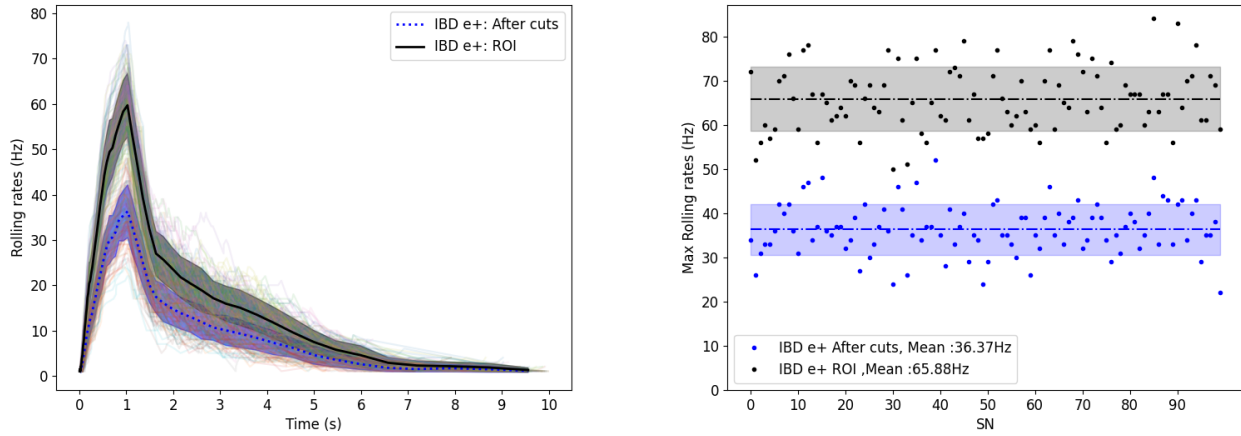 IBD e+: After cuts
IBD e+: ROI
Rolling rates (Hz)
80
70
60
50
40
30
20
10
0
0 1 2 3 4 5 6 7 8 9 10
Time (s)
Max Rolling rates (Hz)
80
70
60
50
40
30
20
10
0
IBD e+ After cuts, Mean :36.37Hz
IBD e+ ROI ,Mean :65.88Hz
0 10 20 30 40 50 60 70 80 90
SN